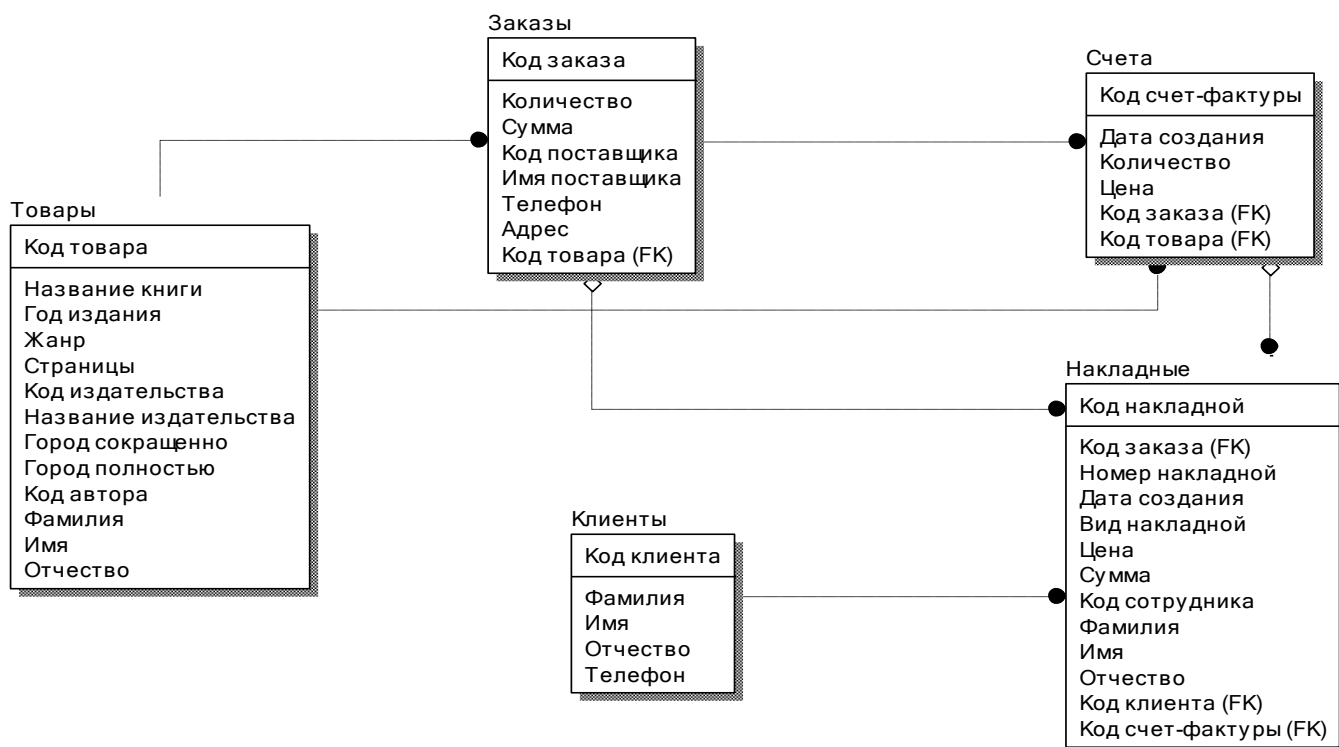 Заказы
Код заказа
Количество
Сумма
Код поставщика
Имя поставщика
Телефон
Адрес
Код товара (FK)
Счета
Код счет-фактуры
Дата создания
Количество
Цена
Код заказа (FK)
Код товара (FK)
Товары
Код товара
Название книги
Год издания
Жанр
Страницы
Код издательства
Название издательства
Город сокращенно
Город полностью
Код автора
Фамилия
Имя
Отчество
Накладные
Код накладной
Код заказа (FK)
Номер накладной
Дата создания
Вид накладной
Цена
Сумма
Код сотрудника
Фамилия
Имя
Отчество
Код клиента (FK)
Код счет-фактуры (FK)
Клиенты
Код клиента
Фамилия
Имя
Отчество
Телефон